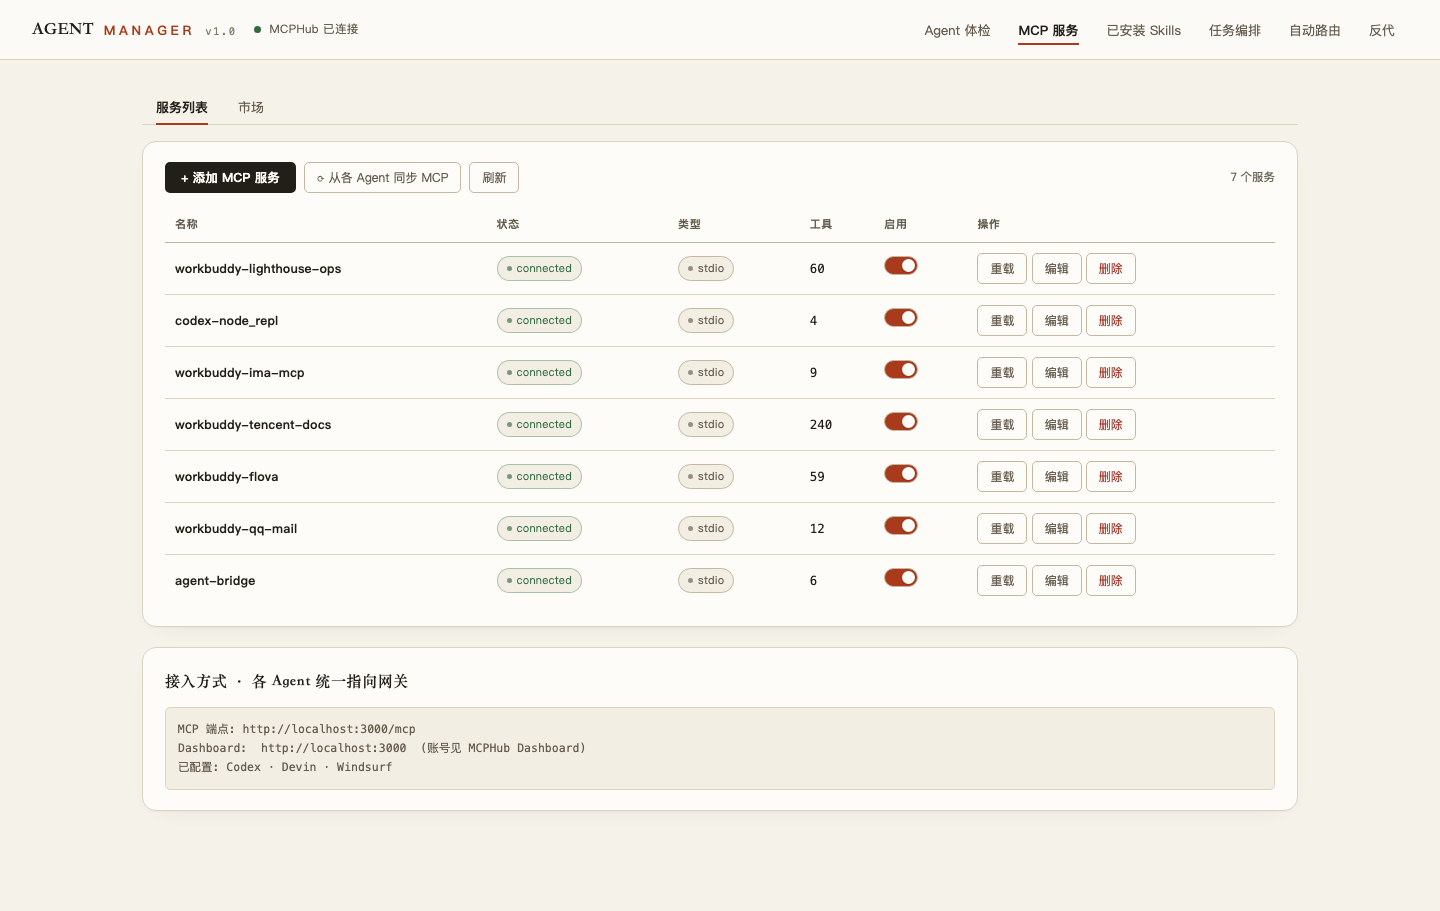 AGENT MANAGER v1.0 MCPHub 已连接 Agent 体检 MCP 服务 已安装 Skills 任务编排 自动路由 反代
服务列表 市场
+ 添加 MCP 服务 ⟳ 从各 Agent 同步 MCP 刷新 7 个服务
名称 状态 类型 工具 启用 操作
workbuddy-lighthouse-ops connected stdio 60 重载 编辑 删除
codex-node_repl connected stdio 4 重载 编辑 删除
workbuddy-ima-mcp connected stdio 9 重载 编辑 删除
workbuddy-tencent-docs connected stdio 240 重载 编辑 删除
workbuddy-flova connected stdio 59 重载 编辑 删除
workbuddy-qq-mail connected stdio 12 重载 编辑 删除
agent-bridge connected stdio 6 重载 编辑 删除
接入方式 · 各 Agent 统一指向网关
MCP 端点: http://localhost:3000/mcp
Dashboard: http://localhost:3000 (账号见 MCPHub Dashboard)
已配置: Codex · Devin · Windsurf